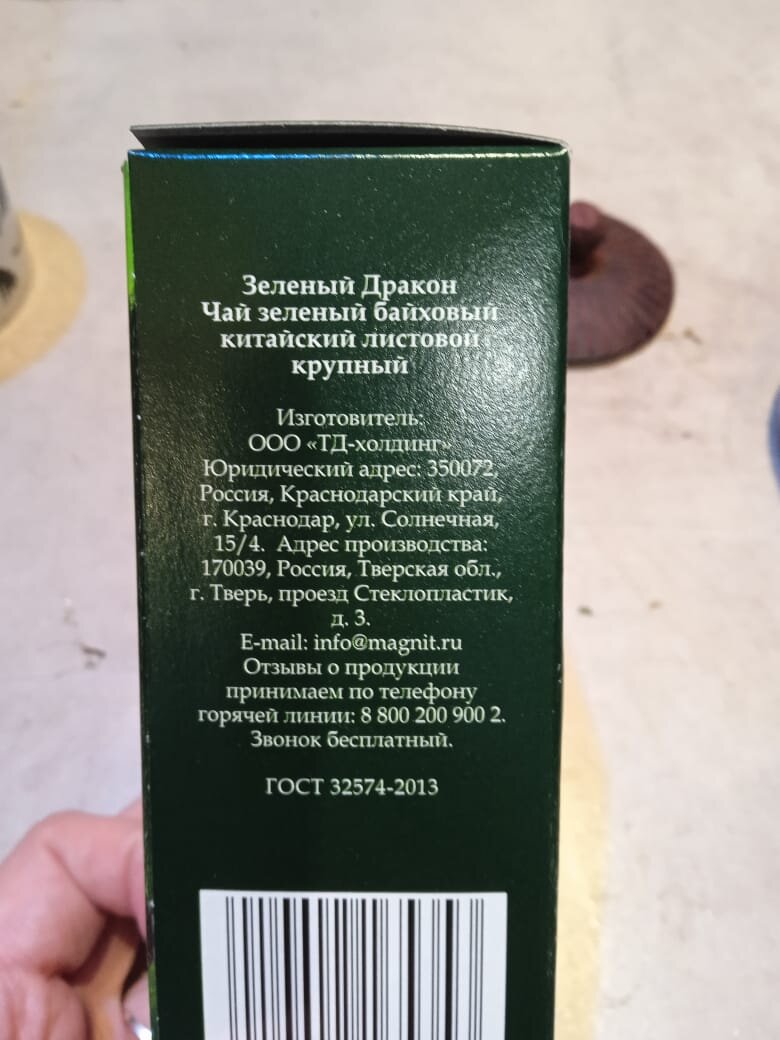 Зеленый Дракон
Чай зеленый байховый
китайский листовой
крупный
Изготовитель:
ООО «ТД-холдинг»
Юридический адрес: 350072,
Россия, Краснодарский край,
г. Краснодар, ул. Солнечная,
15/4. Адрес производства:
170039, Россия, Тверская обл.,
г. Тверь, проезд Стеклопластик,
д. 3.
E-mail: info@magnit.ru
Отзывы о продукции
принимаем по телефону
горячей линии: 8 800 200 900 2.
Звонок бесплатный.
ГОСТ 32574-2013